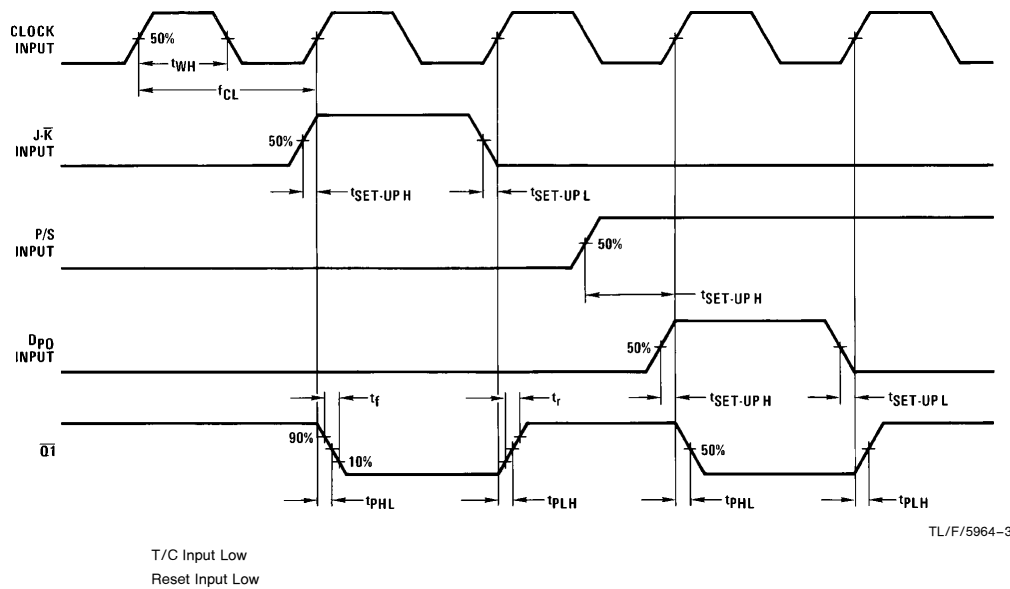 CLOCK
INPUT
50%
tWH
fCL
J·K̅
INPUT
50%
tSET-UP H
tSET-UP L
P/S
INPUT
50%
tSET-UP H
DP0
INPUT
50%
tSET-UP H
tSET-UP L
tf
tr
Q̅1̅
90%
10%
50%
tPHL
tPLH
tPHL
tPLH
TL/F/5964–3
T/C Input Low
Reset Input Low